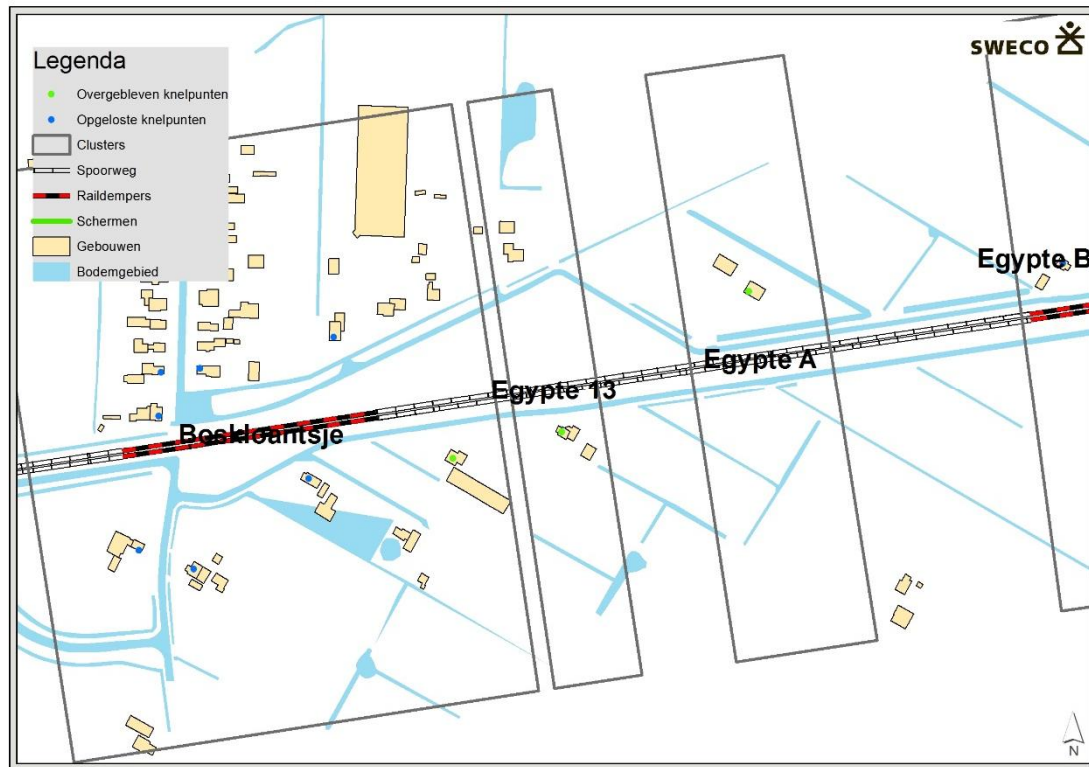 Legenda
Overgebleven knelpunten
Opgeloste knelpunten
Clusters
Spoorweg
Raildempers
Schermen
Gebouwen
Bodemgebied
SWECO
Egypte B
Egypte A
Egypte 13
Boskloantsje
N